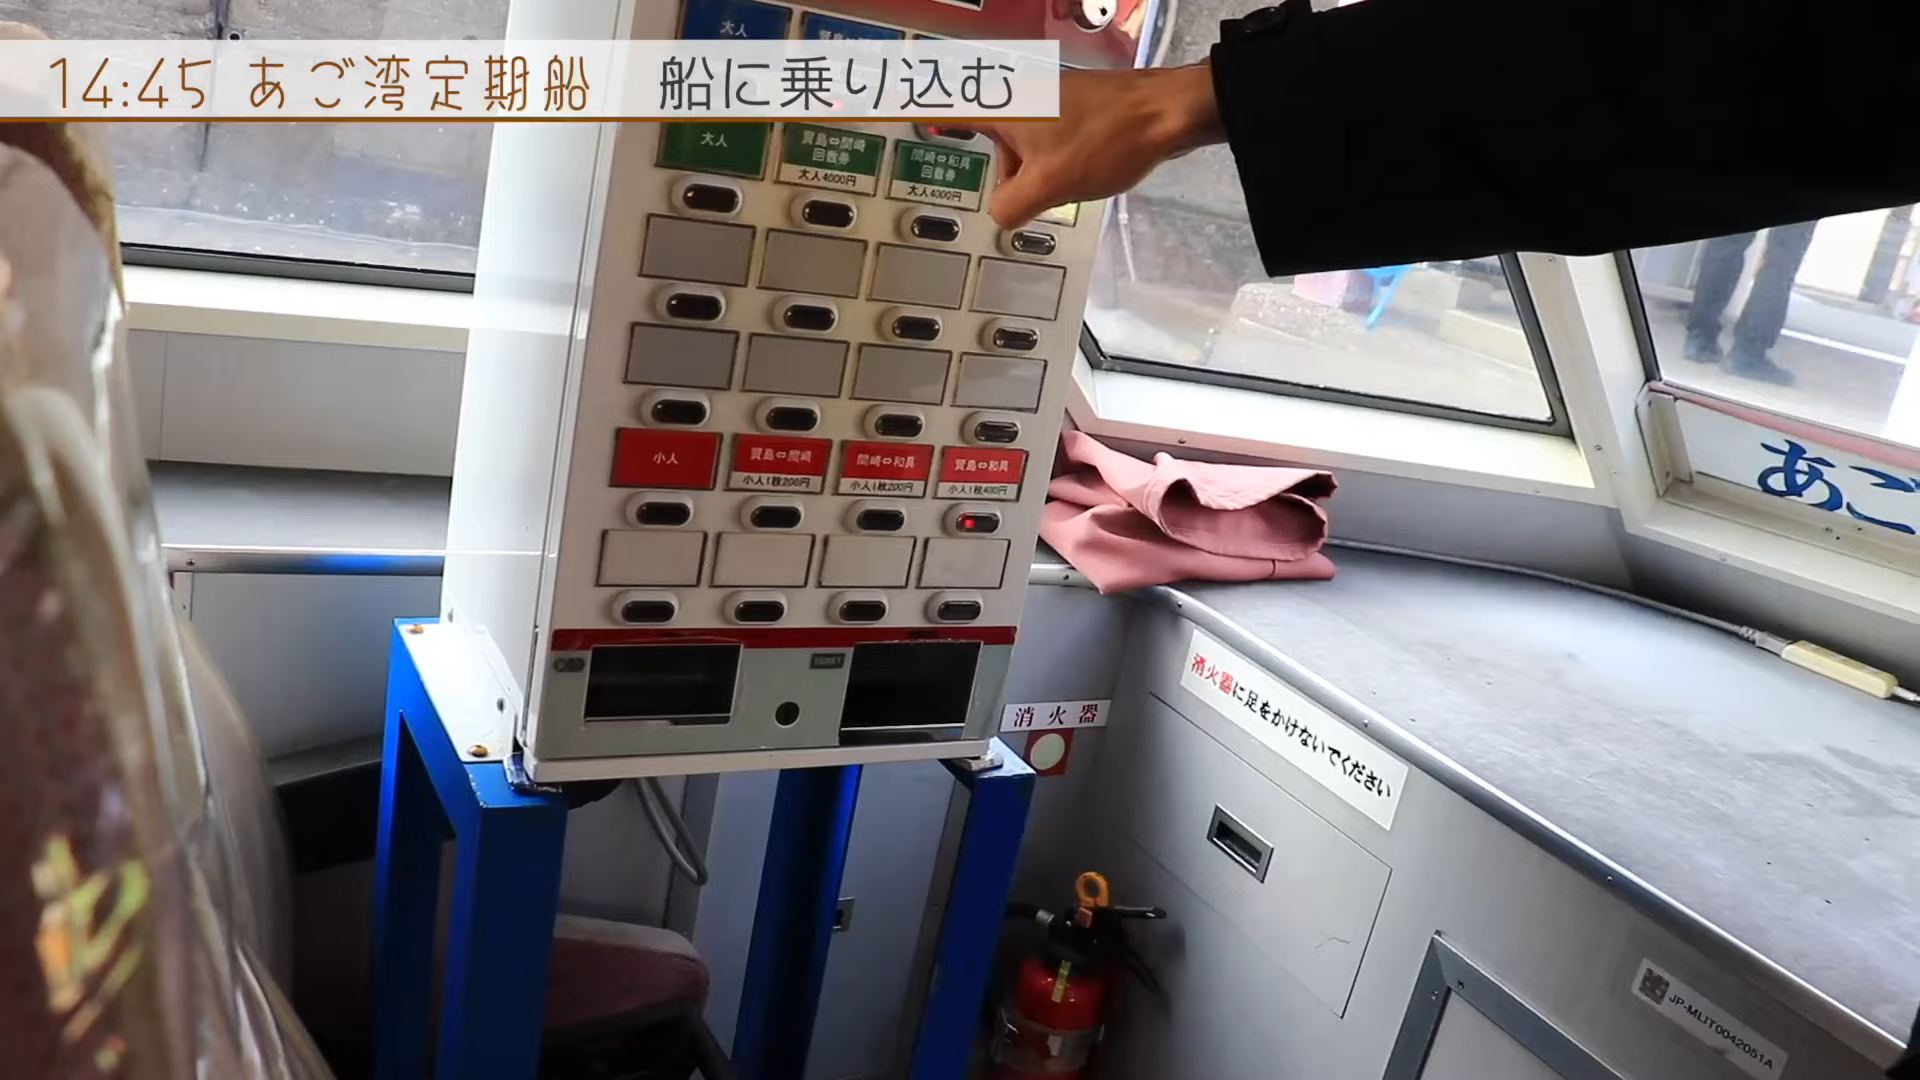 14:45 あご湾定期船 船に乗り込む
大人
大人
賢島⇔間崎
回数券
大人4000円
間崎⇔和具
回数券
大人4000円
小人
賢島⇔間崎
小人1枚200円
間崎⇔和具
小人1枚200円
賢島⇔和具
小人1枚400円
消火器
消火器に足をかけないでください
あご
JP-MLIT0042051A